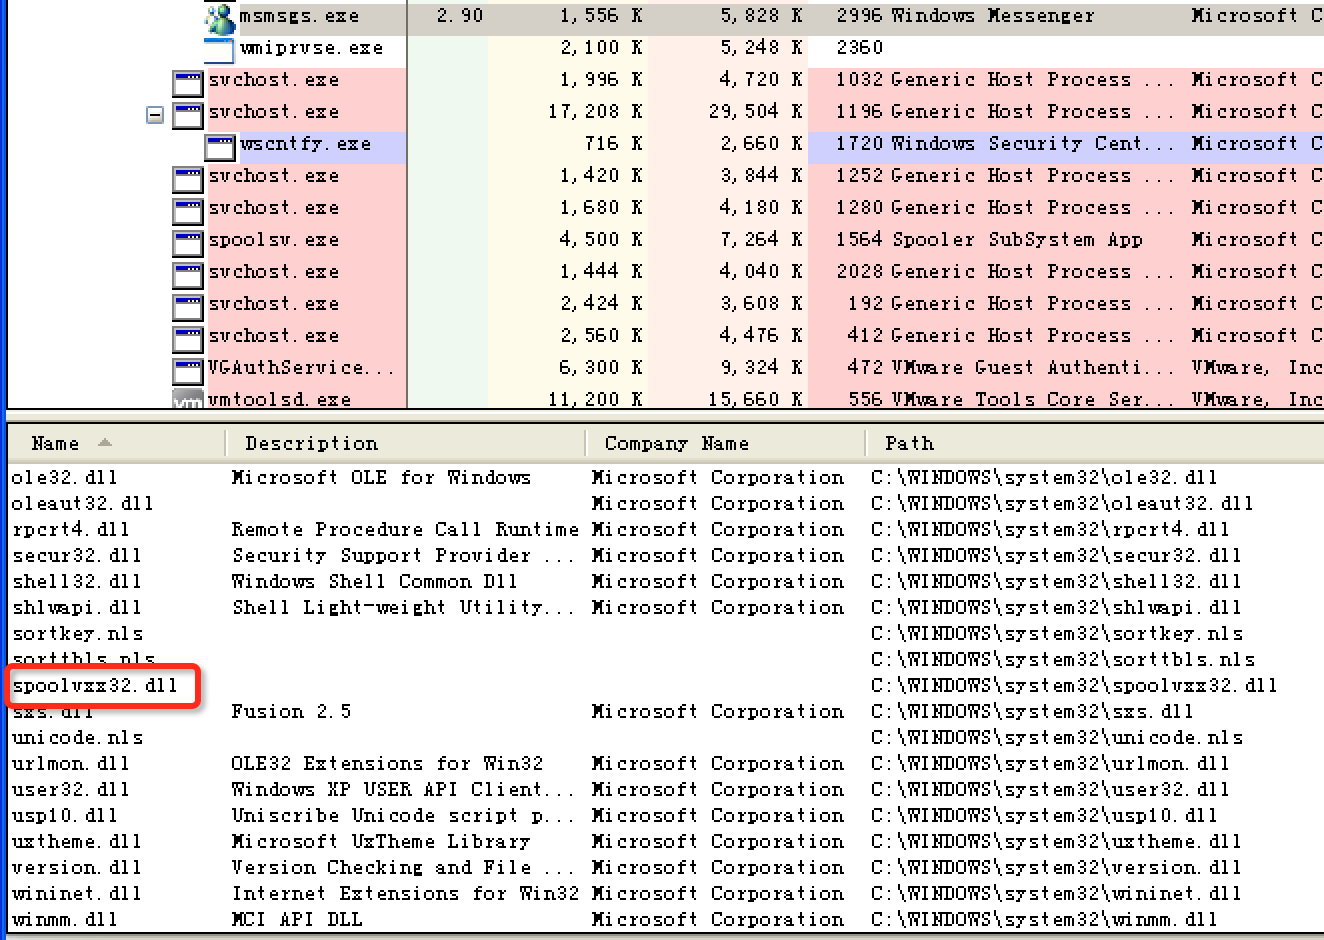 msmsgs.exe 2.90 1,556 K 5,828 K 2996 Windows Messenger Microsoft C
wmiprvse.exe 2,100 K 5,248 K 2360
svchost.exe 1,996 K 4,720 K 1032 Generic Host Process ... Microsoft C
svchost.exe 17,208 K 29,504 K 1196 Generic Host Process ... Microsoft C
wscntfy.exe 716 K 2,660 K 1720 Windows Security Cent... Microsoft C
svchost.exe 1,420 K 3,844 K 1252 Generic Host Process ... Microsoft C
svchost.exe 1,680 K 4,180 K 1280 Generic Host Process ... Microsoft C
spoolsv.exe 4,500 K 7,264 K 1564 Spooler SubSystem App Microsoft C
svchost.exe 1,444 K 4,040 K 2028 Generic Host Process ... Microsoft C
svchost.exe 2,424 K 3,608 K 192 Generic Host Process ... Microsoft C
svchost.exe 2,560 K 4,476 K 412 Generic Host Process ... Microsoft C
VGAuthService... 6,300 K 9,324 K 472 VMware Guest Authenti... VMware, Inc
vm vmtoolsd.exe 11,200 K 15,660 K 556 VMware Tools Core Ser... VMware, Inc
Name Description Company Name Path
ole32.dll Microsoft OLE for Windows Microsoft Corporation C:\WINDOWS\system32\ole32.dll
oleaut32.dll Microsoft Corporation C:\WINDOWS\system32\oleaut32.dll
rpcrt4.dll Remote Procedure Call Runtime Microsoft Corporation C:\WINDOWS\system32\rpcrt4.dll
secur32.dll Security Support Provider ... Microsoft Corporation C:\WINDOWS\system32\secur32.dll
shell32.dll Windows Shell Common Dll Microsoft Corporation C:\WINDOWS\system32\shell32.dll
shlwapi.dll Shell Light-weight Utility... Microsoft Corporation C:\WINDOWS\system32\shlwapi.dll
sortkey.nls C:\WINDOWS\system32\sortkey.nls
sorttbls.nls C:\WINDOWS\system32\sorttbls.nls
spoolvxx32.dll C:\WINDOWS\system32\spoolvxx32.dll
sxs.dll Fusion 2.5 Microsoft Corporation C:\WINDOWS\system32\sxs.dll
unicode.nls C:\WINDOWS\system32\unicode.nls
urlmon.dll OLE32 Extensions for Win32 Microsoft Corporation C:\WINDOWS\system32\urlmon.dll
user32.dll Windows XP USER API Client... Microsoft Corporation C:\WINDOWS\system32\user32.dll
usp10.dll Uniscribe Unicode script p... Microsoft Corporation C:\WINDOWS\system32\usp10.dll
uxtheme.dll Microsoft UxTheme Library Microsoft Corporation C:\WINDOWS\system32\uxtheme.dll
version.dll Version Checking and File ... Microsoft Corporation C:\WINDOWS\system32\version.dll
wininet.dll Internet Extensions for Win32 Microsoft Corporation C:\WINDOWS\system32\wininet.dll
winmm.dll MCI API DLL Microsoft Corporation C:\WINDOWS\system32\winmm.dll